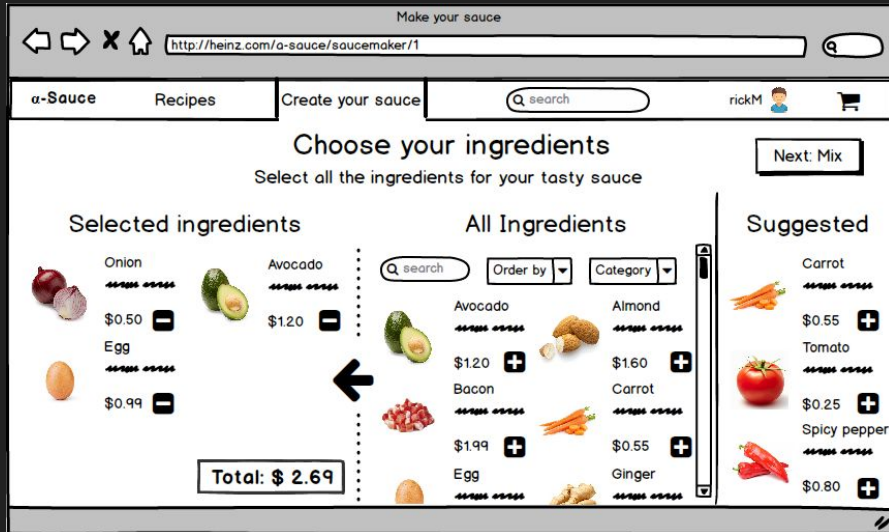 Make your sauce
http://heinz.com/a-sauce/saucemaker/1
α-Sauce
Recipes
Create your sauce
search
rickM
Choose your ingredients
Next: Mix
Select all the ingredients for your tasty sauce
Selected ingredients
Onion
$0.50
Avocado
$1.20
Egg
$0.99
Total: $ 2.69
All Ingredients
search
Order by
Category
Avocado
$1.20
Almond
$1.60
Bacon
$1.99
Carrot
$0.55
Egg
Ginger
Suggested
Carrot
$0.55
Tomato
$0.25
Spicy pepper
$0.80